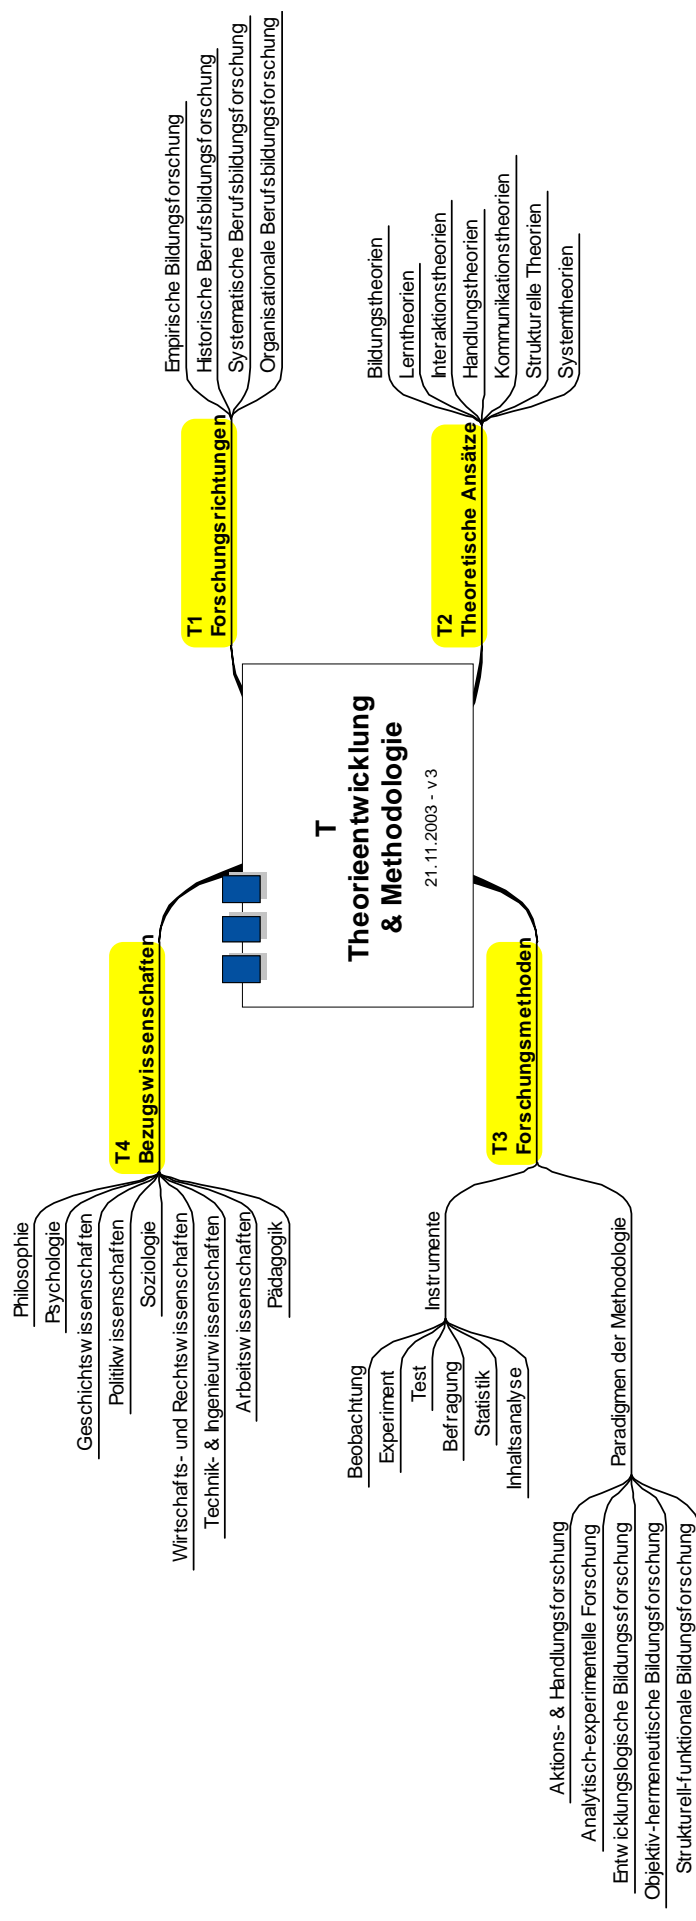 T
Theorieentwicklung
& Methodologie
21.11.2003 - v3
T1
Forschungsrichtungen
Empirische Bildungsforschung
Historische Berufsbildungsforschung
Systematische Berufsbildungsforschung
Organisationale Berufsbildungsforschung
T2
Theoretische Ansätze
Bildungstheorien
Lerntheorien
Interaktionstheorien
Handlungstheorien
Kommunikationstheorien
Strukturelle Theorien
Systemtheorien
T3
Forschungsmethoden
Instrumente
Beobachtung
Experiment
Test
Befragung
Statistik
Inhaltsanalyse
Paradigmen der Methodologie
Aktions- & Handlungsforschung
Analytisch-experimentelle Forschung
Entwicklungslogische Bildungssforschung
Objektiv-hermeneutische Bildungsforschung
Strukturell-funktionale Bildungsforschung
T4
Bezugswissenschaften
Philosophie
Psychologie
Geschichtswissenschaften
Politikwissenschaften
Soziologie
Wirtschafts- und Rechtswissenschaften
Technik- & Ingenieurwissenschaften
Arbeitswissenschaften
Pädagogik